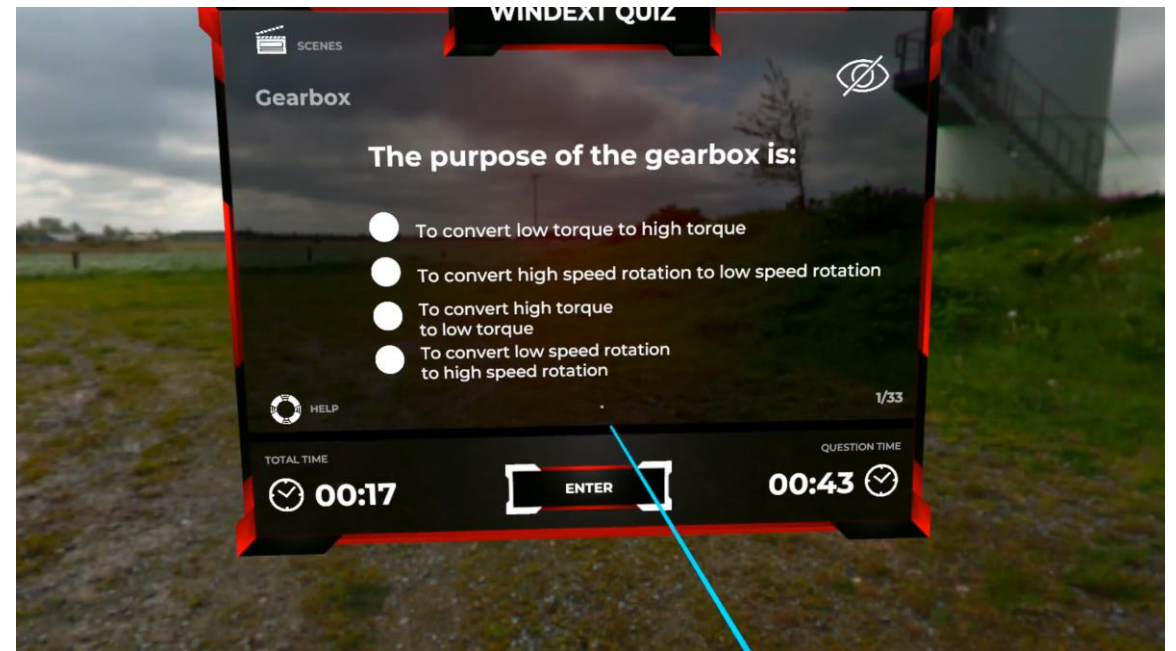 WINDEXT QUIZ
SCENES
Gearbox
The purpose of the gearbox is:
To convert low torque to high torque
To convert high speed rotation to low speed rotation
To convert high torque
to low torque
To convert low speed rotation
to high speed rotation
HELP
1/33
TOTAL TIME
00:17
ENTER
QUESTION TIME
00:43